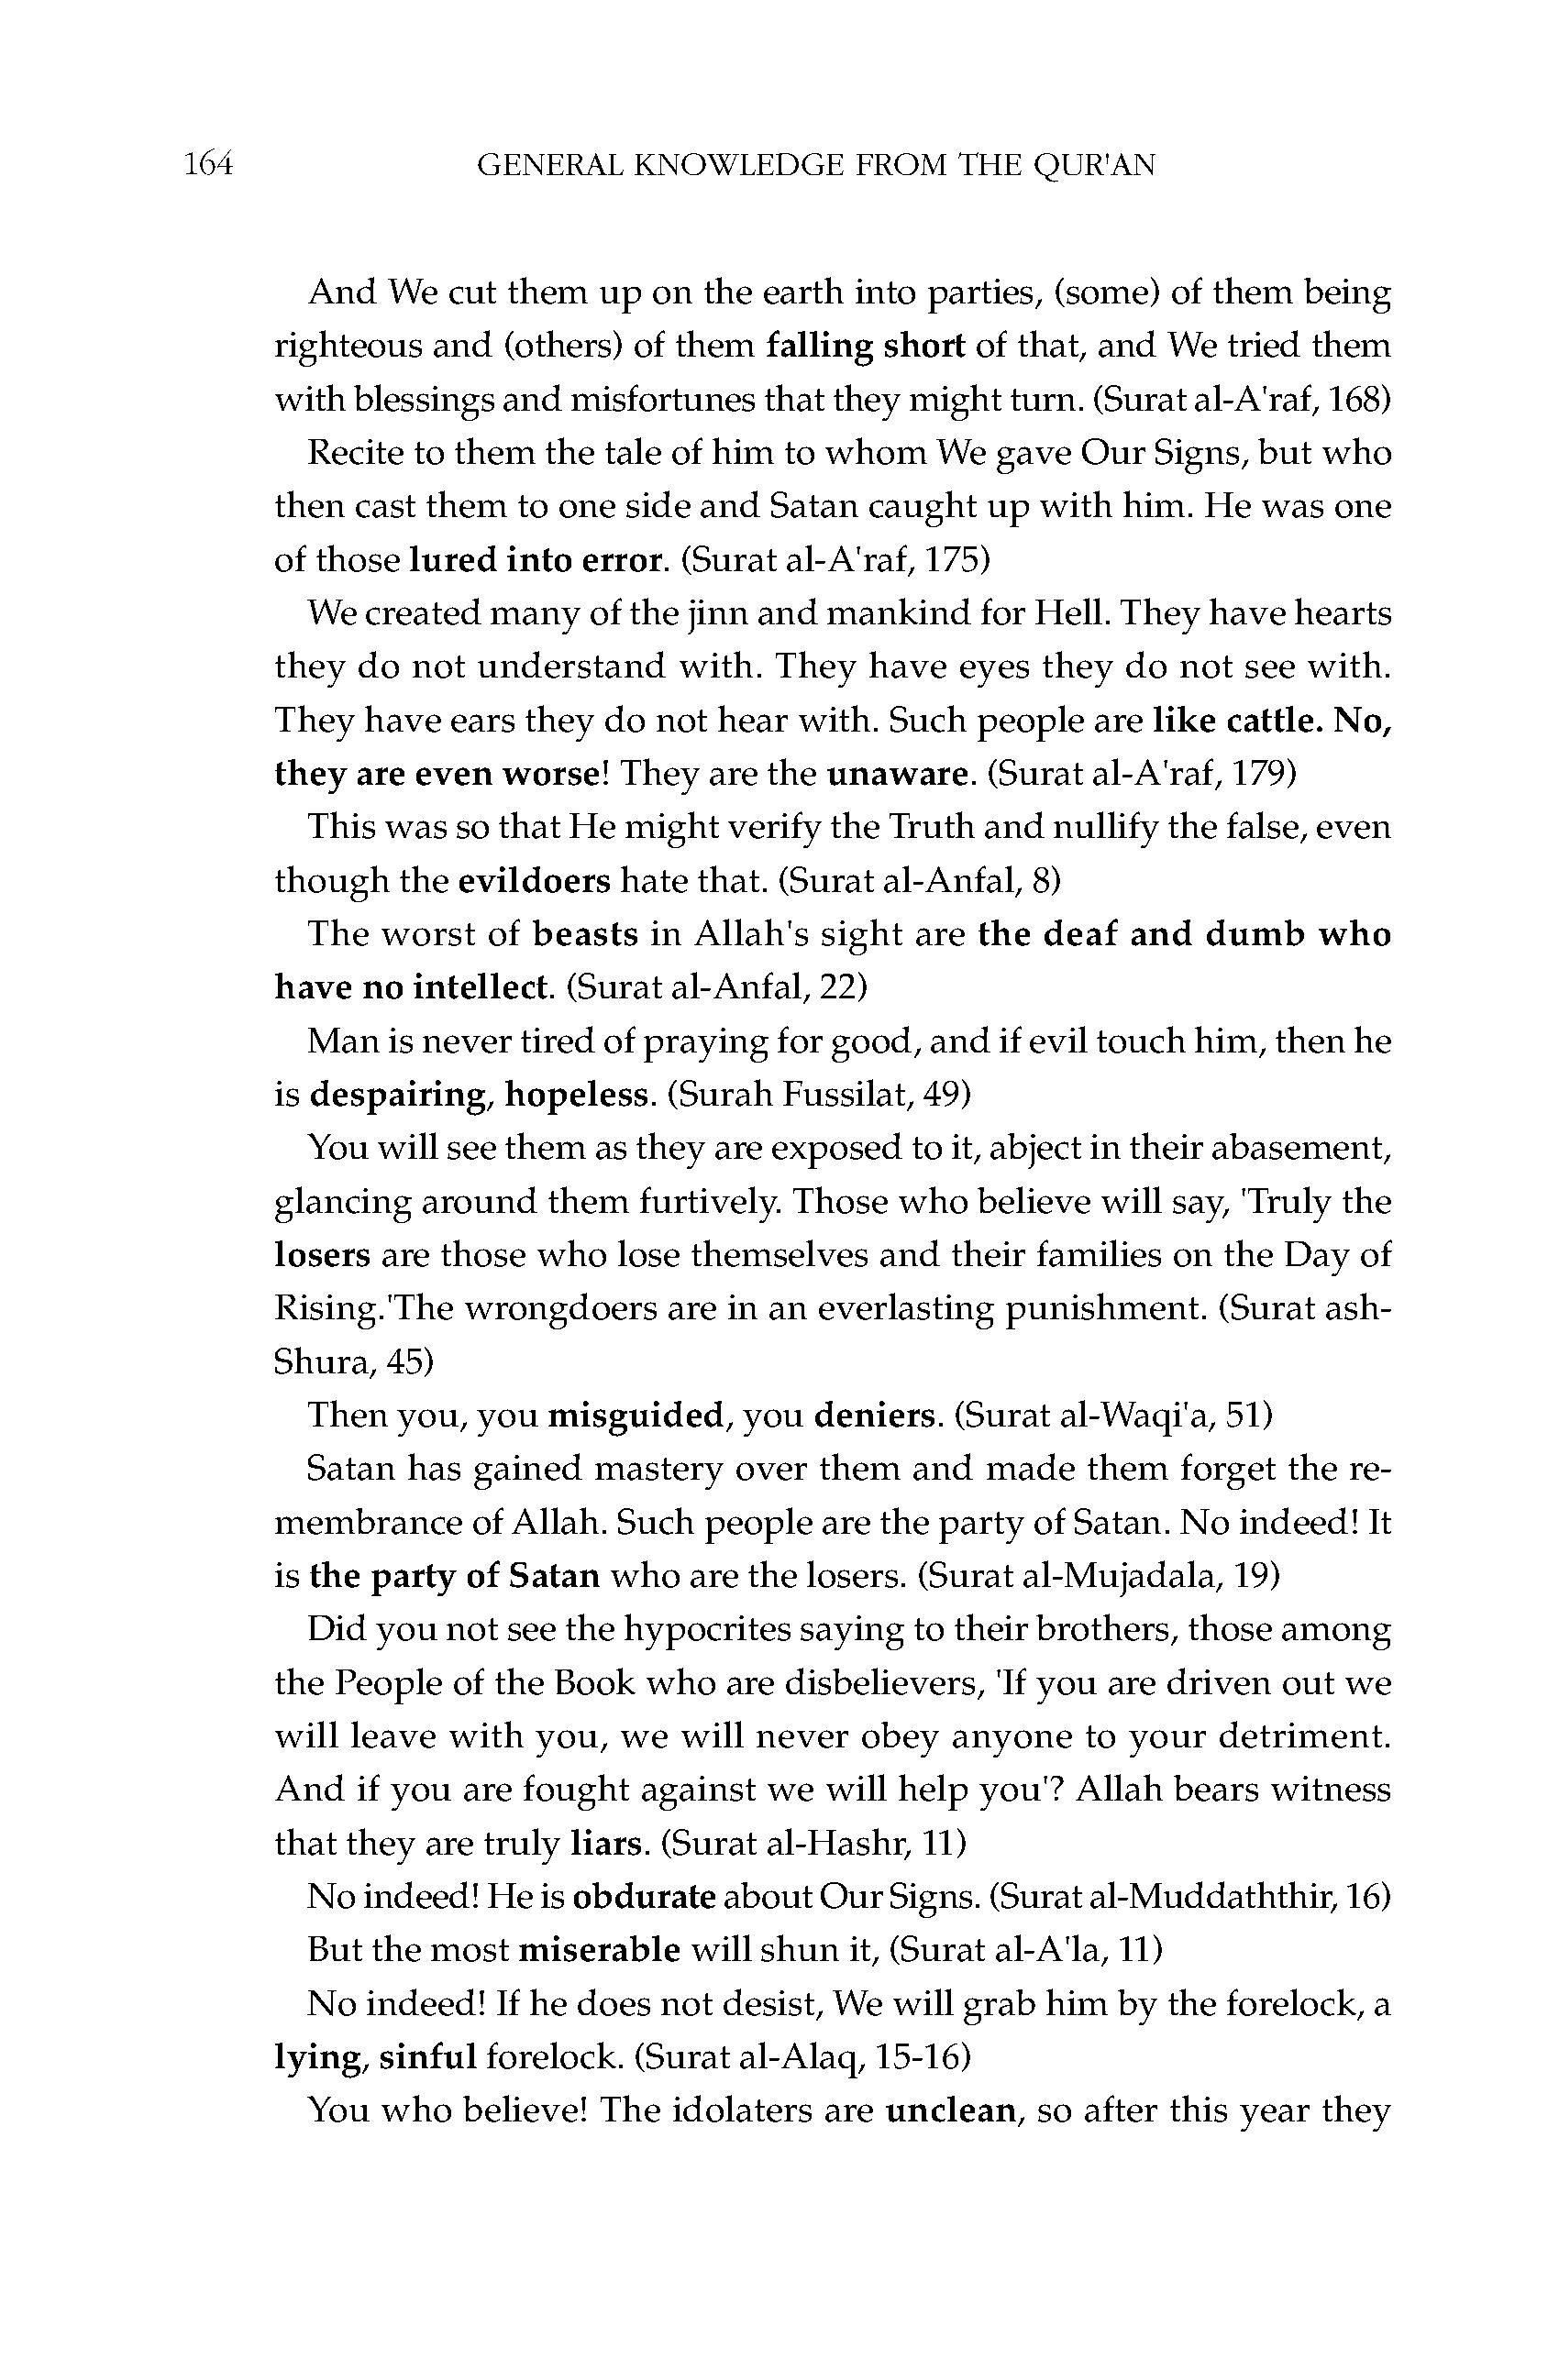 164 GENERAL KNOWLEDGE FROM THE QUR'AN
And We cut them up on the earth into parties, (some) of them being
righteous and (others) of them falling short of that, and We tried them
with blessings and misfortunes that they might turn. (Surat al-A'raf, 168)
Recite to them the tale of him to whom We gave Our Signs, but who
then cast them to one side and Satan caught up with him. He was one
of those lured into error. (Surat al-A'raf, 175)
We created many of the jinn and mankind for Hell. They have hearts
they do not understand with. They have eyes they do not see with.
They have ears they do not hear with. Such people are like cattle. No,
they are even worse! They are the unaware. (Surat al-A'raf, 179)
This was so that He might verify the Truth and nullify the false, even
though the evildoers hate that. (Surat al-Anfal, 8)
The worst of beasts in Allah's sight are the deaf and dumb who
have no intellect. (Surat al-Anfal, 22)
Man is never tired of praying for good, and if evil touch him, then he
is despairing, hopeless. (Surah Fussilat, 49)
You will see them as they are exposed to it, abject in their abasement,
glancing around them furtively. Those who believe will say, 'Truly the
losers are those who lose themselves and their families on the Day of
Rising.'The wrongdoers are in an everlasting punishment. (Surat ash-
Shura, 45)
Then you, you misguided, you deniers. (Surat al-Waqi'a, 51)
Satan has gained mastery over them and made them forget the re-
membrance of Allah. Such people are the party of Satan. No indeed! It
is the party of Satan who are the losers. (Surat al-Mujadala, 19)
Did you not see the hypocrites saying to their brothers, those among
the People of the Book who are disbelievers, 'If you are driven out we
will leave with you, we will never obey anyone to your detriment.
And if you are fought against we will help you'? Allah bears witness
that they are truly liars. (Surat al-Hashr, 11)
No indeed! He is obdurate about Our Signs. (Surat al-Muddaththir, 16)
But the most miserable will shun it, (Surat al-A'la, 11)
No indeed! If he does not desist, We will grab him by the forelock, a
lying, sinful forelock. (Surat al-Alaq, 15-16)
You who believe! The idolaters are unclean, so after this year they